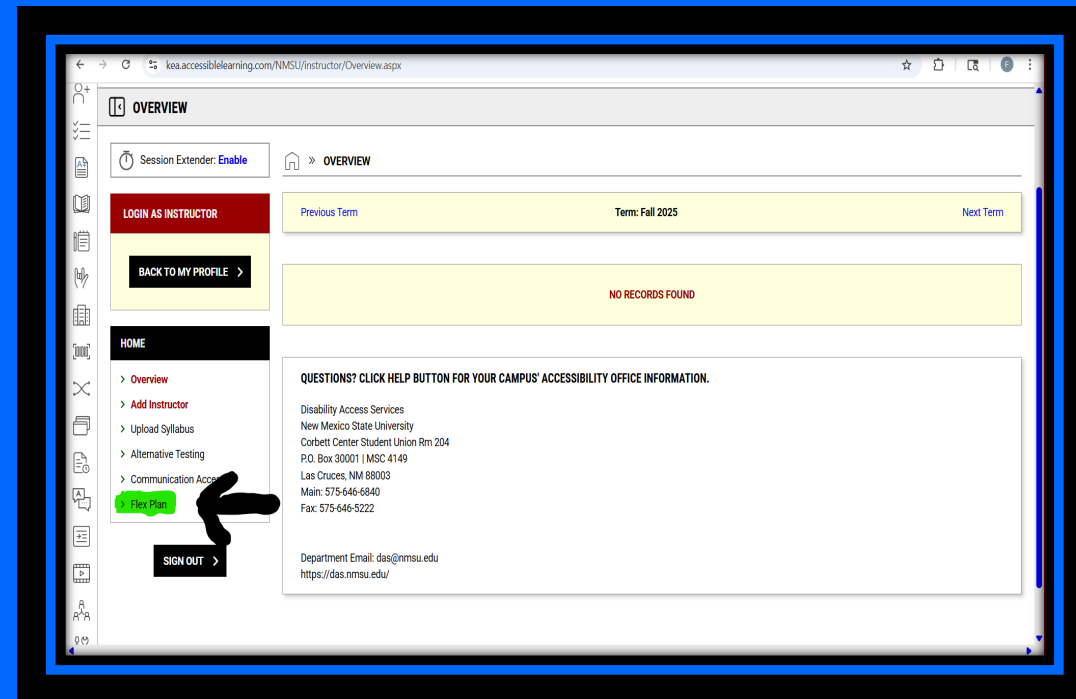 kea.accessiblelearning.com/NMSU/instructor/Overview.aspx
F
OVERVIEW
Session Extender: Enable
» OVERVIEW
LOGIN AS INSTRUCTOR
BACK TO MY PROFILE >
Previous Term Term: Fall 2025 Next Term
NO RECORDS FOUND
HOME
> Overview
> Add Instructor
> Upload Syllabus
> Alternative Testing
> Communication
> Flex Plan
SIGN OUT >
QUESTIONS? CLICK HELP BUTTON FOR YOUR CAMPUS' ACCESSIBILITY OFFICE INFORMATION.
Disability Access Services
New Mexico State University
Corbett Center Student Union Rm 204
P.O. Box 30001 | MSC 4149
Las Cruces, NM 88003
Main: 575-646-6840
Fax: 575-646-5222
Department Email: das@nmsu.edu
https://das.nmsu.edu/